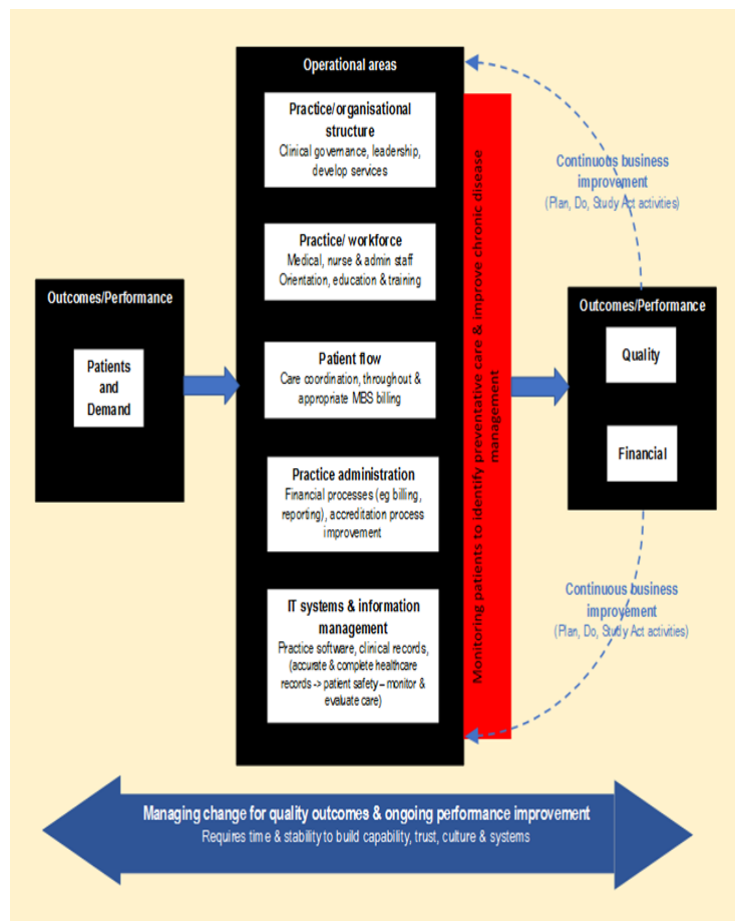 Outcomes/Performance
Patients
and
Demand
Operational areas
Practice/organisational
structure
Clinical governance, leadership,
develop services
Practice/ workforce
Medical, nurse & admin staff
Orientation, education & training
Patient flow
Care coordination, throughout &
appropriate MBS billing
Practice administration
Financial processes (eg billing,
reporting), accreditation process
improvement
IT systems & information
management
Practice software, clinical records,
(accurate & complete healthcare
records -> patient safety – monitor &
evaluate care)
Monitoring patients to identify preventative care & improve chronic disease
management
Continuous business
improvement
(Plan, Do, Study Act activities)
Outcomes/Performance
Quality
Financial
Continuous business
improvement
(Plan, Do, Study Act activities)
Managing change for quality outcomes & ongoing performance improvement
Requires time & stability to build capability, trust, culture & systems